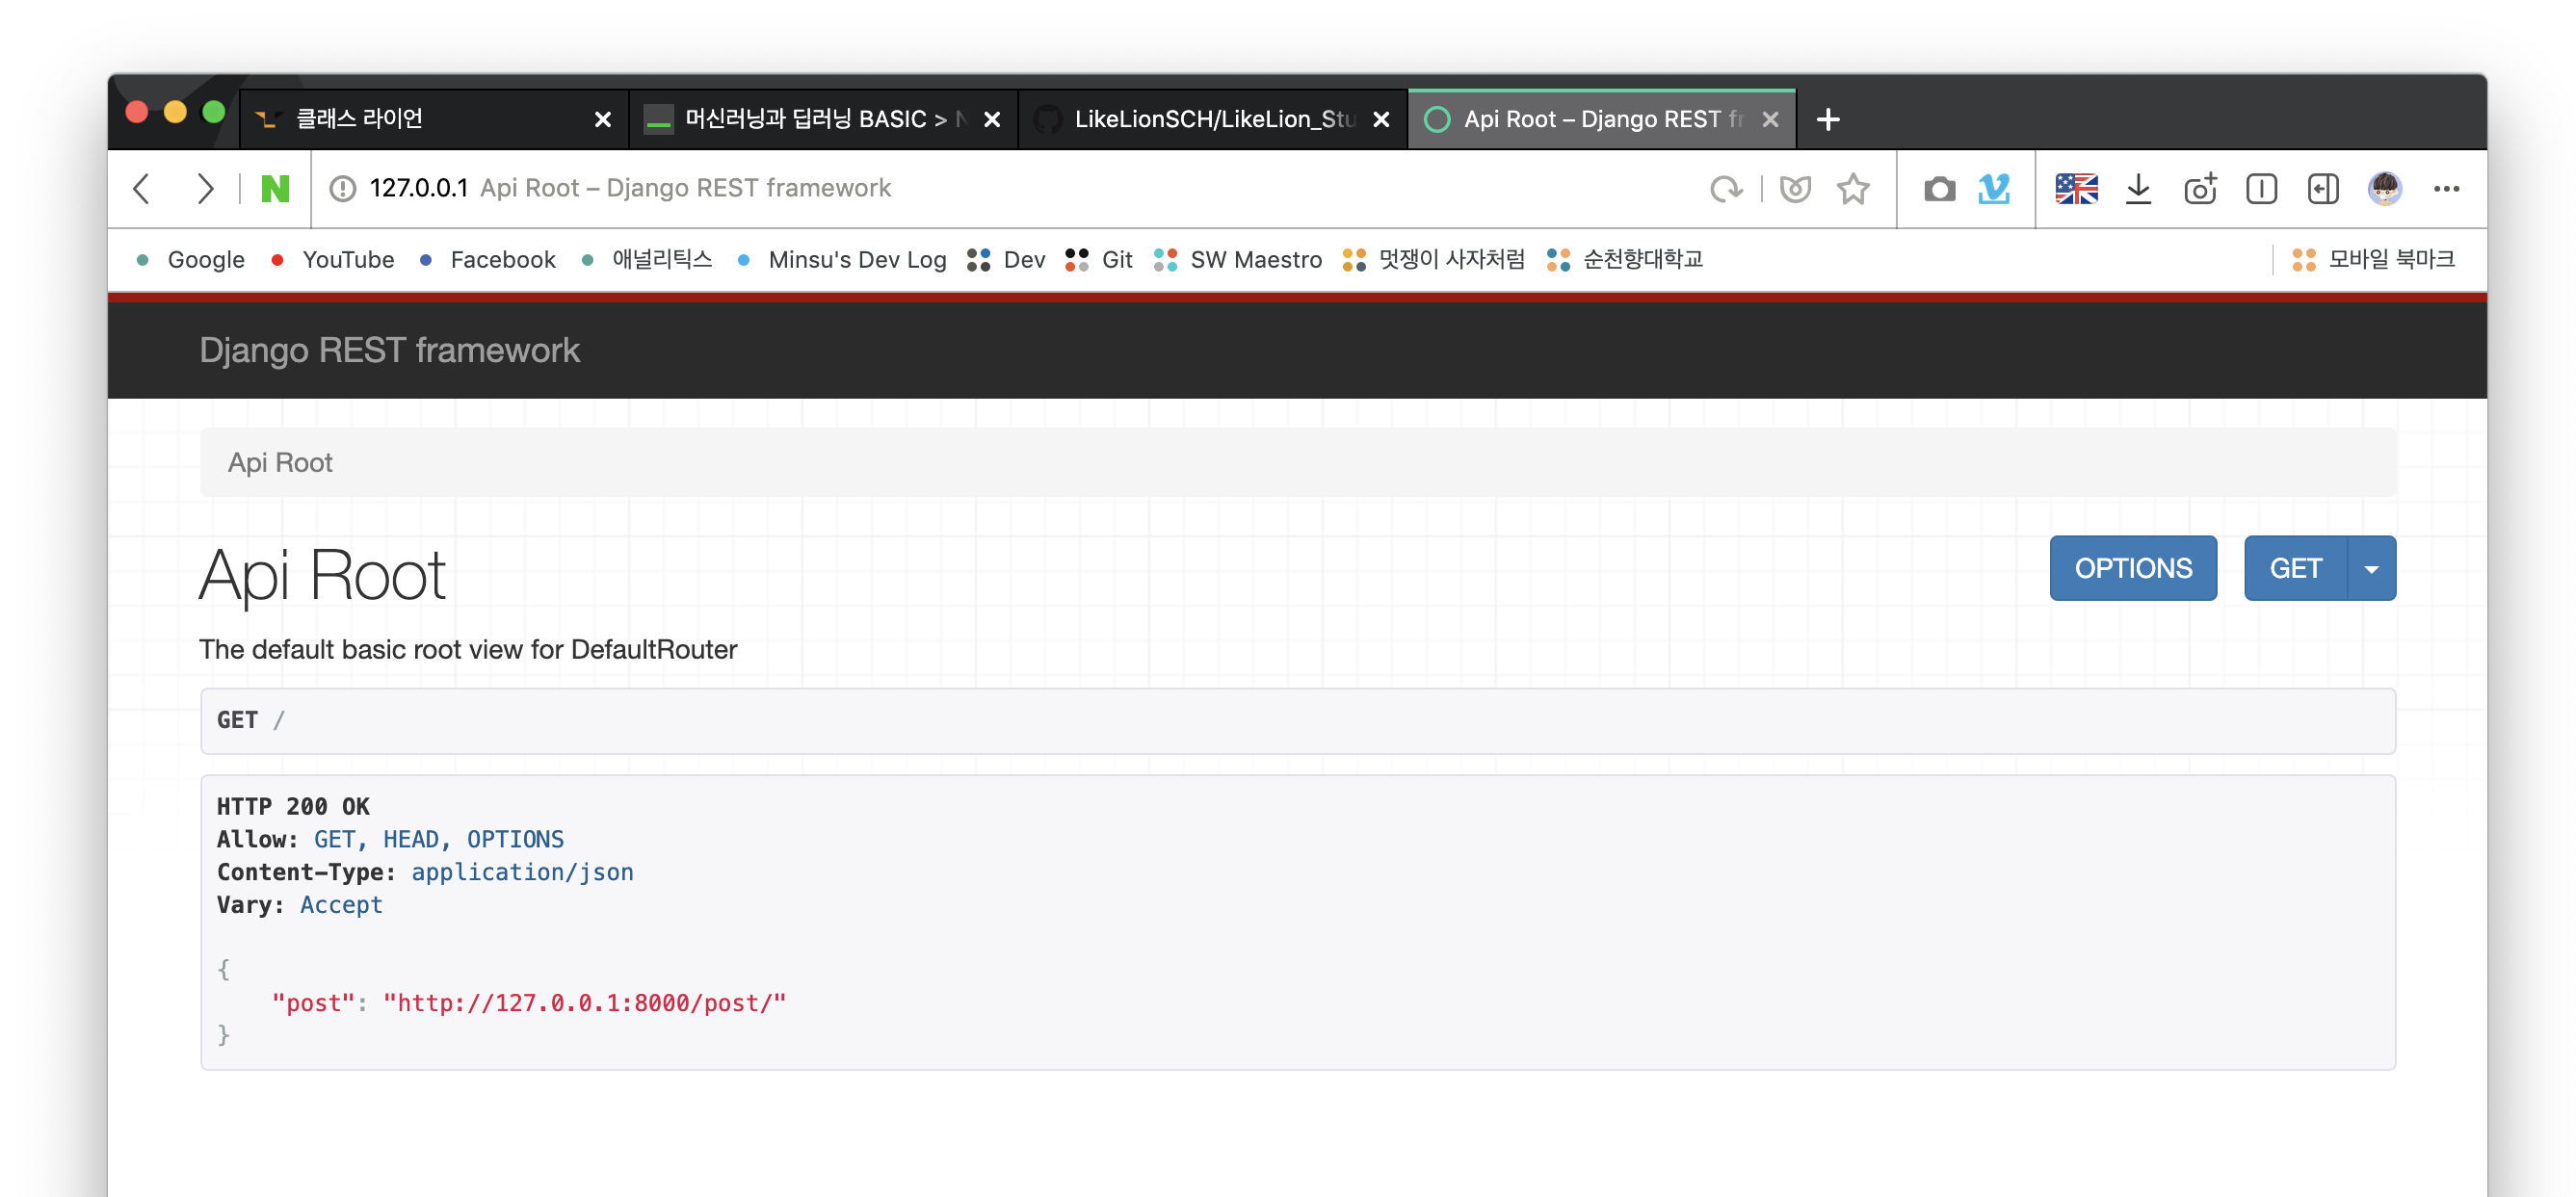 클래스 라이언
머신러닝과 딥러닝 BASIC > N
LikeLionSCH/LikeLion_Stu
Api Root – Django REST fr
N 127.0.0.1 Api Root – Django REST framework
Google YouTube Facebook 애널리틱스 Minsu's Dev Log Dev Git SW Maestro 멋쟁이 사자처럼 순천향대학교 모바일 북마크
Django REST framework
Api Root
Api Root
OPTIONS GET
The default basic root view for DefaultRouter
GET /
HTTP 200 OK
Allow: GET, HEAD, OPTIONS
Content-Type: application/json
Vary: Accept
{
"post": "http://127.0.0.1:8000/post/"
}